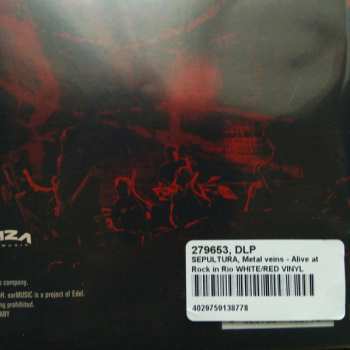 NZA
279653, DLP
SEPULTURA, Metal veins - Alive at
Rock in Rio WHITE/RED VINYL
4029759138778
company.
H. earMUSIC is a project of Edel.
ing prohibited.